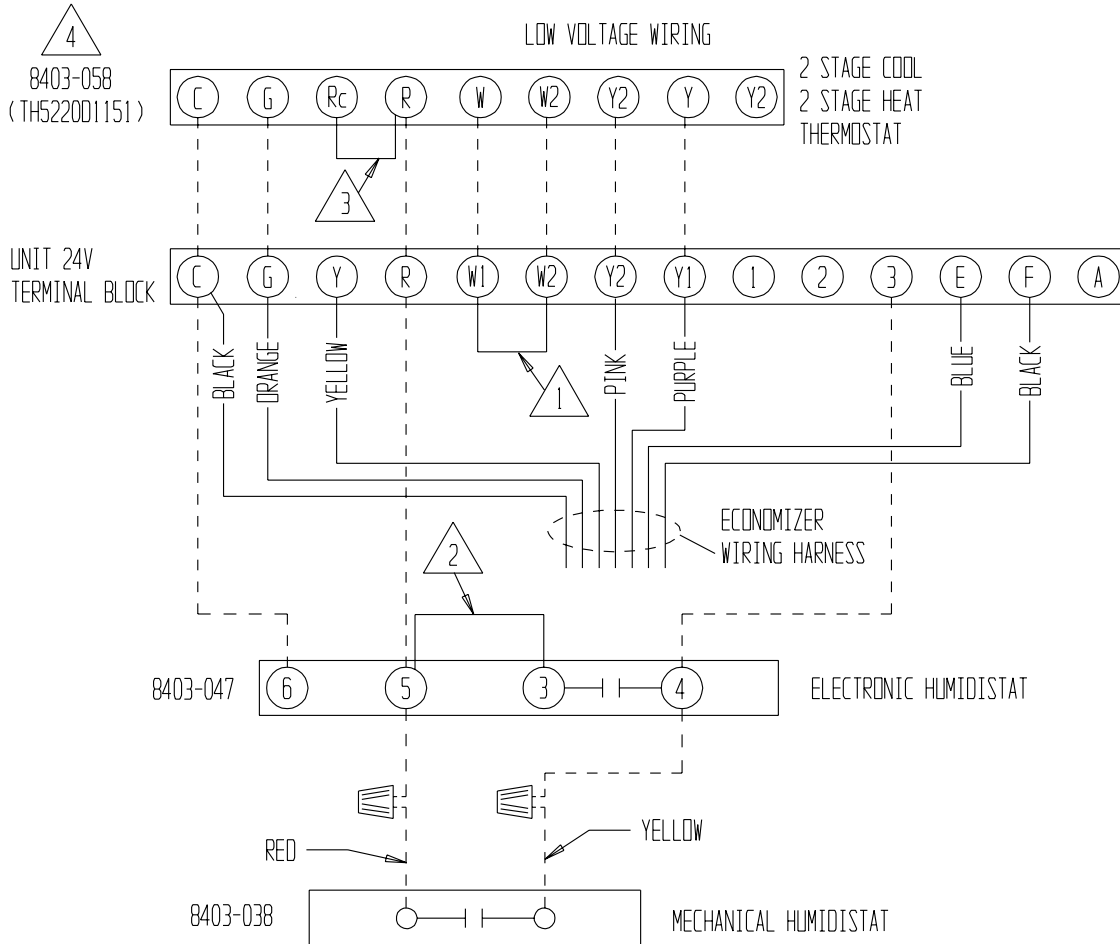 4
LOW VOLTAGE WIRING
8403-058
(TH5220D1151)
C G Rc R W W2 Y2 Y Y2
2 STAGE COOL
2 STAGE HEAT
THERMOSTAT
3
UNIT 24V
TERMINAL BLOCK
C G Y R W1 W2 Y2 Y1 1 2 3 E F A
BLACK
ORANGE
YELLOW
1
PINK
PURPLE
BLUE
BLACK
ECONOMIZER
WIRING HARNESS
2
8403-047
6 5 3 4
ELECTRONIC HUMIDISTAT
RED
YELLOW
8403-038
MECHANICAL HUMIDISTAT